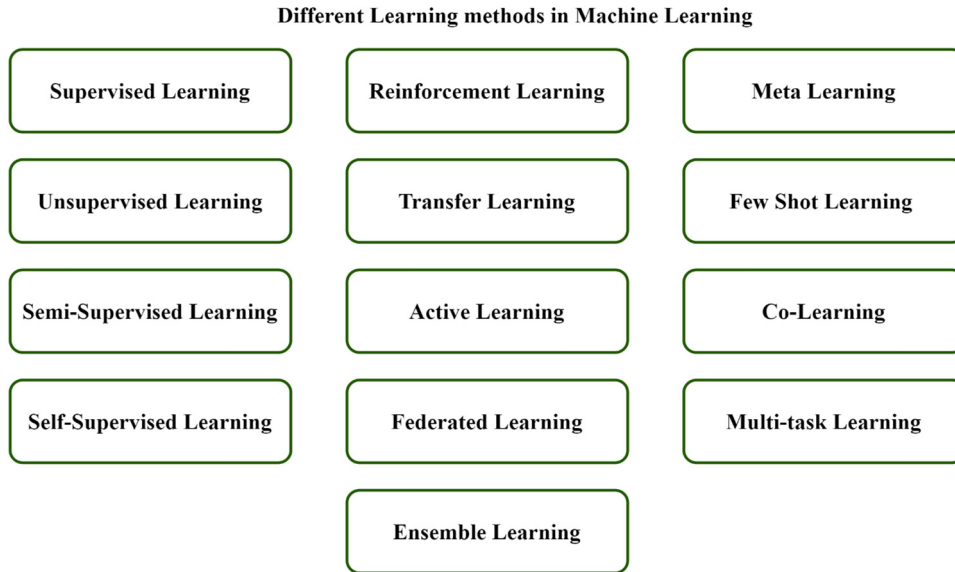 Different Learning methods in Machine Learning
Supervised Learning
Reinforcement Learning
Meta Learning
Unsupervised Learning
Transfer Learning
Few Shot Learning
Semi-Supervised Learning
Active Learning
Co-Learning
Self-Supervised Learning
Federated Learning
Multi-task Learning
Ensemble Learning